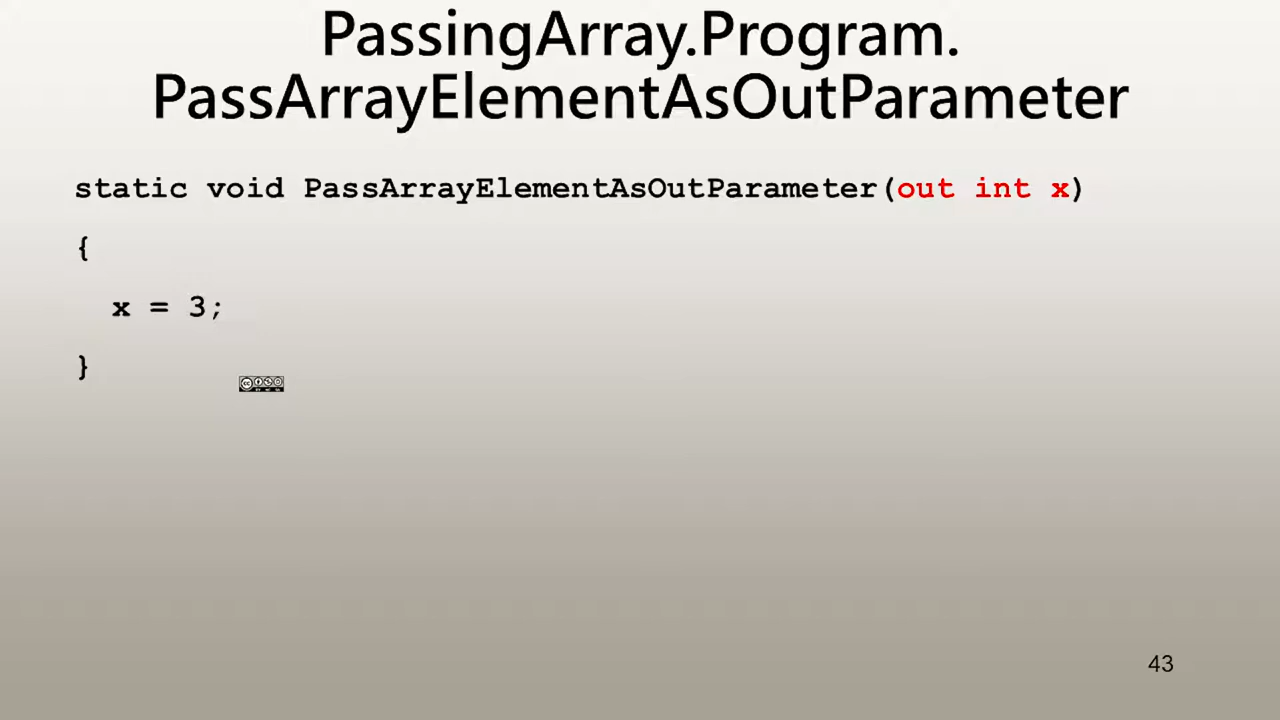 PassingArray.Program.
PassArrayElementAsOutParameter
static void PassArrayElementAsOutParameter(out int x)
{
x = 3;
}
43